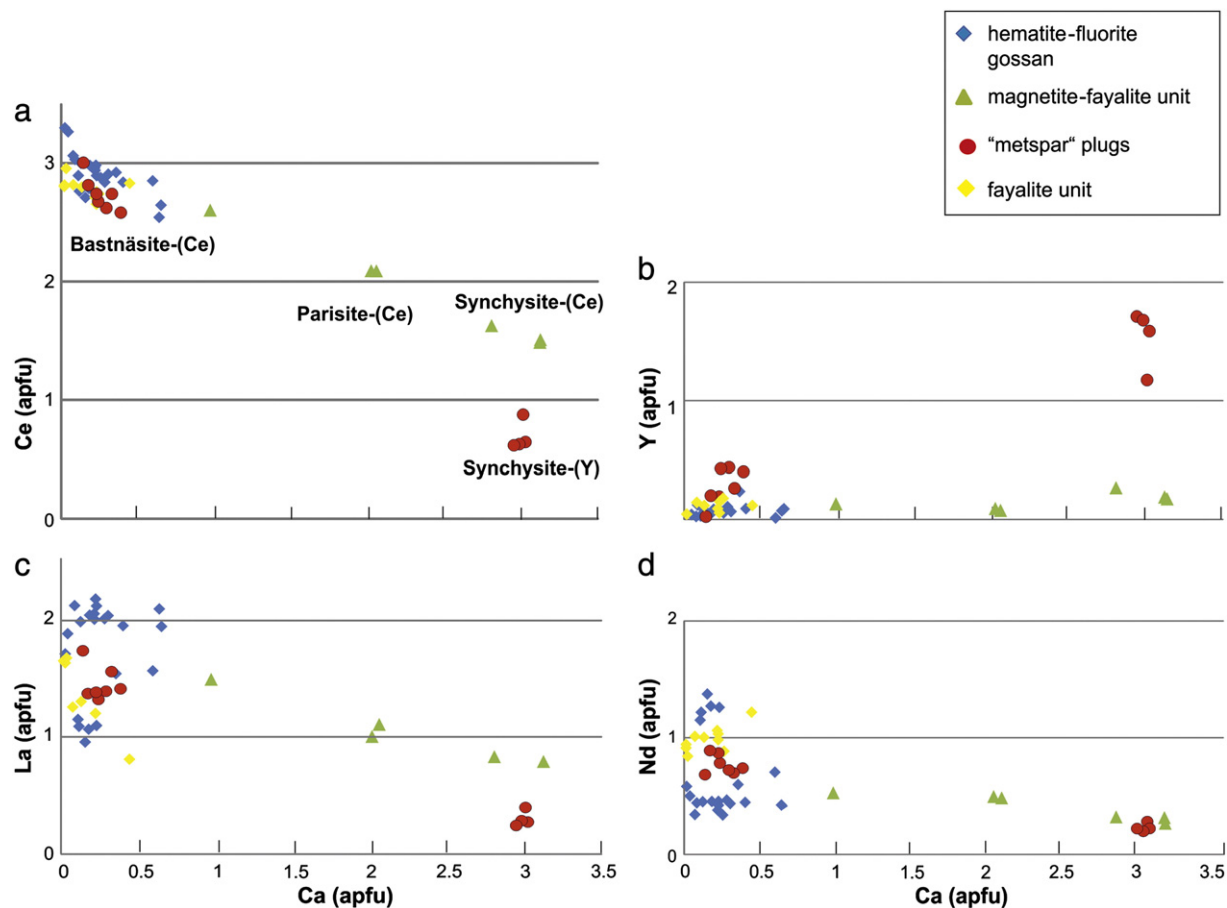 hematite-fluorite
gossan
magnetite-fayalite unit
"metspar“ plugs
fayalite unit
a
3
2
1
0
Ce (apfu)
Bastnäsite-(Ce)
Parisite-(Ce)
Synchysite-(Ce)
Synchysite-(Y)
b
2
1
Y (apfu)
c
2
1
0
La (apfu)
0 0.5 1 1.5 2 2.5 3 3.5
Ca (apfu)
d
2
1
0
Nd (apfu)
0 0.5 1 1.5 2 2.5 3 3.5
Ca (apfu)